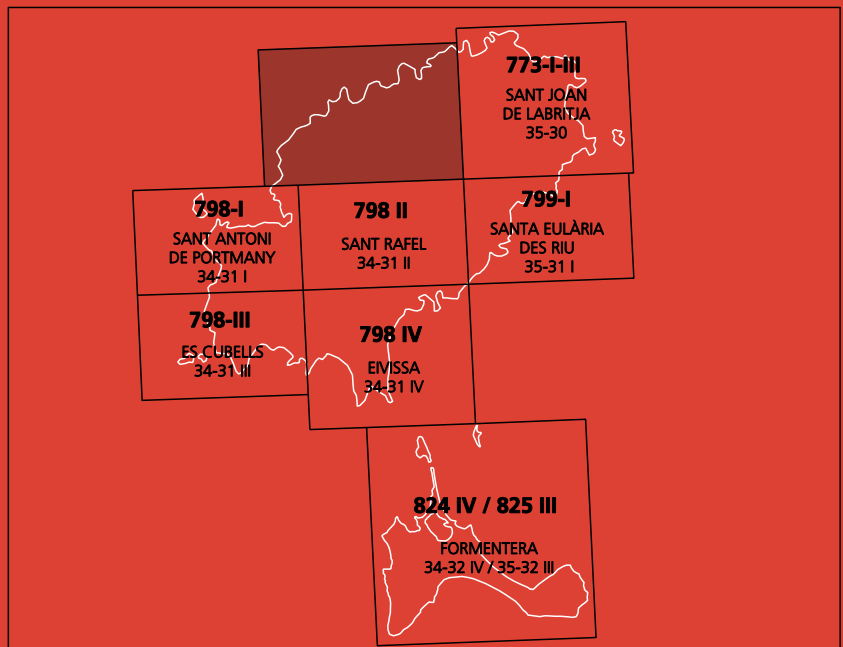 773-I-III
SANT JOAN
DE LABRITJA
35-30
798-I
SANT ANTONI
DE PORTMANY
34-31 I
798 II
SANT RAFEL
34-31 II
799-I
SANTA EULÀRIA
DES RIU
35-31 I
798-III
ES CUBELLS
34-31 III
798 IV
EIVISSA
34-31 IV
824 IV / 825 III
FORMENTERA
34-32 IV / 35-32 III